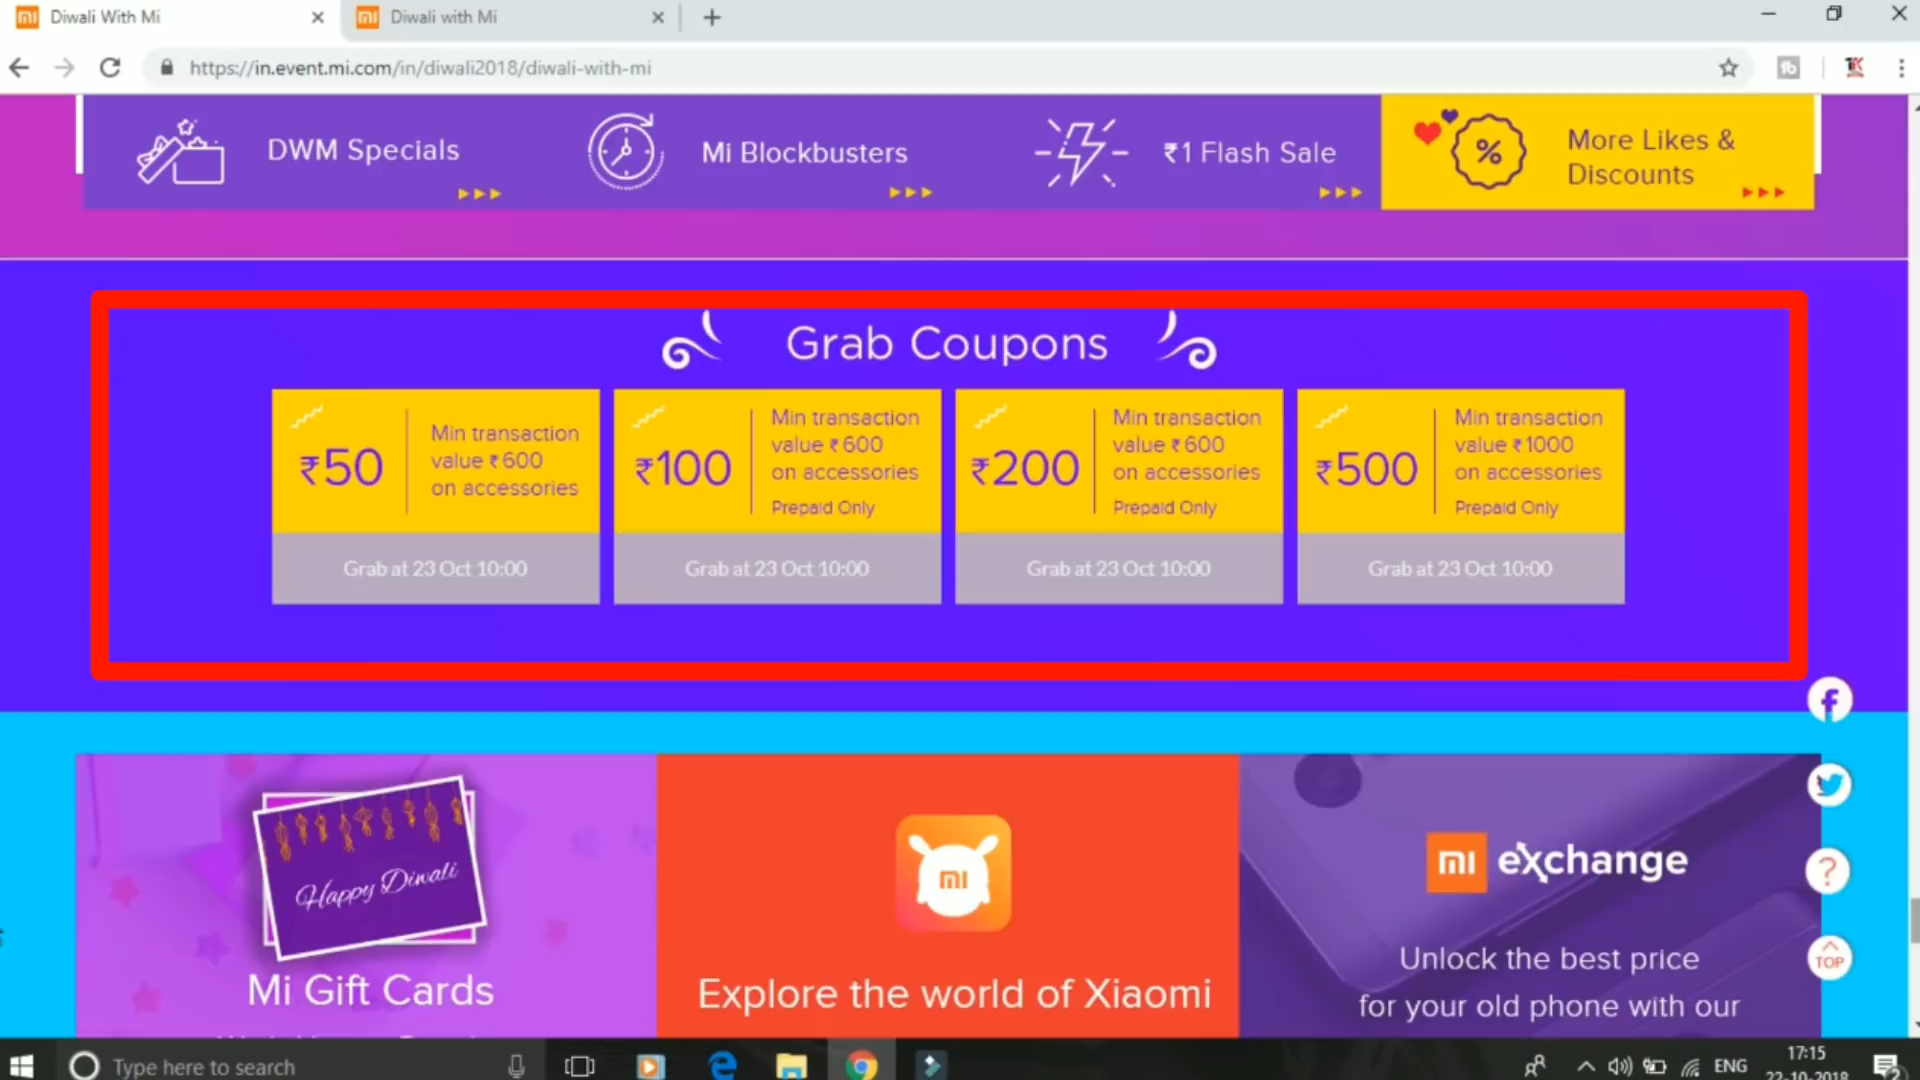 Diwali With Mi
Diwali with Mi
https://in.event.mi.com/in/diwali2018/diwali-with-mi
DWM Specials
Mi Blockbusters
₹1 Flash Sale
More Likes &
Discounts
Grab Coupons
₹50
Min transaction
value ₹600
on accessories
Grab at 23 Oct 10:00
₹100
Min transaction
value ₹600
on accessories
Prepaid Only
Grab at 23 Oct 10:00
₹200
Min transaction
value ₹600
on accessories
Prepaid Only
Grab at 23 Oct 10:00
₹500
Min transaction
value ₹1000
on accessories
Prepaid Only
Grab at 23 Oct 10:00
Happy Diwali
Mi Gift Cards
mi
Explore the world of Xiaomi
mi exchange
Unlock the best price
for your old phone with our
TOP
Type here to search
ENG
17:15
22-10-2018
2